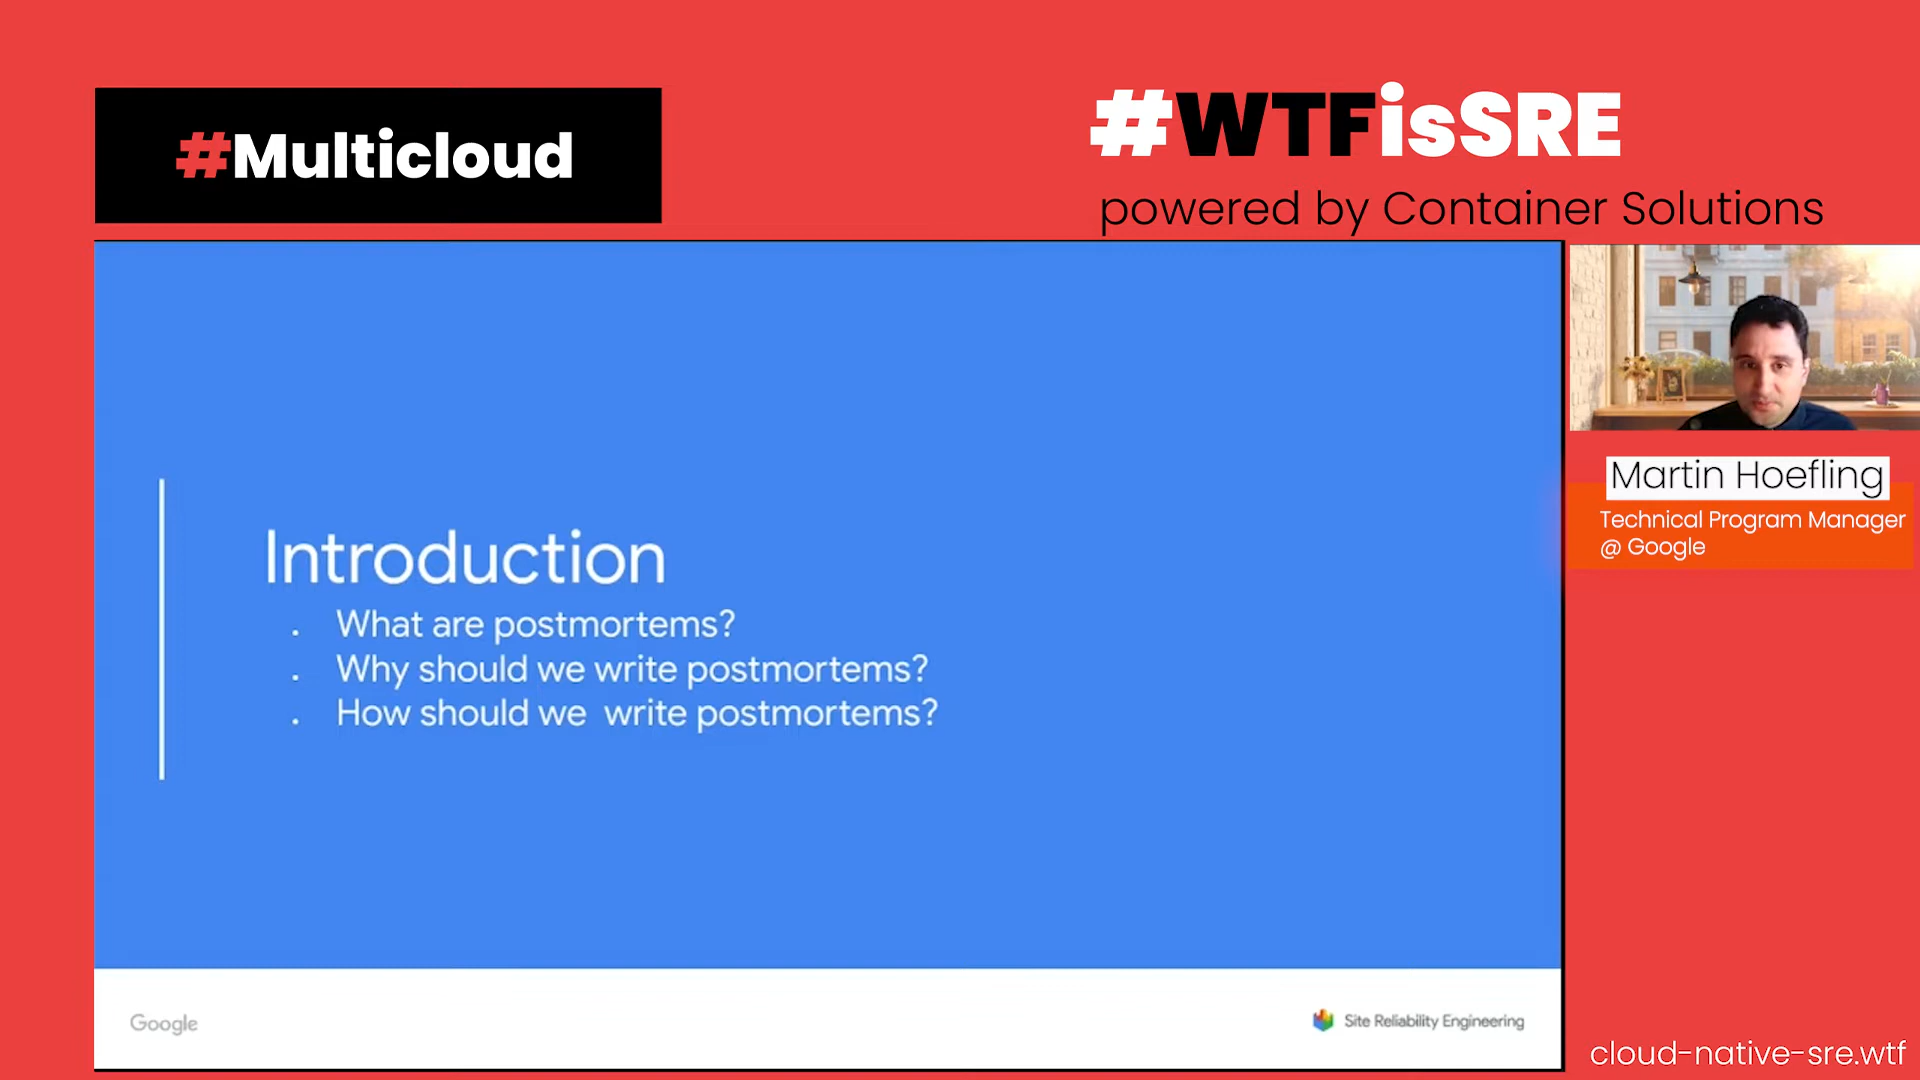 #Multicloud
#WTFisSRE
powered by Container Solutions
Introduction
. What are postmortems?
. Why should we write postmortems?
. How should we write postmortems?
Google
Site Reliability Engineering
Martin Hoefling
Technical Program Manager
@ Google
cloud-native-sre.wtf